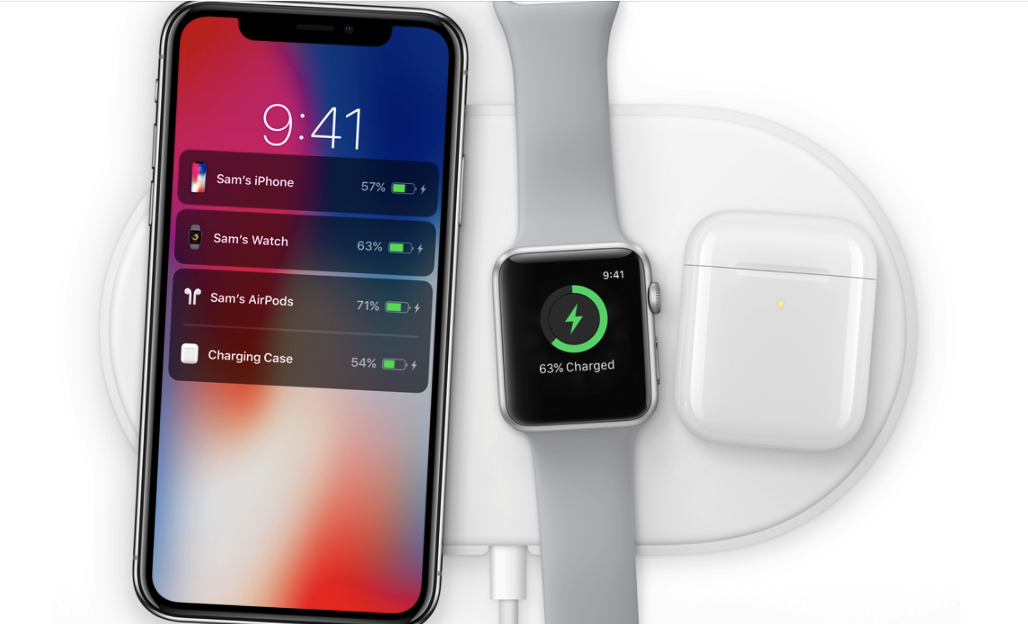 9:41
Sam's iPhone 57%
Sam's Watch 63%
Sam's AirPods 71%
Charging Case 54%
9:41
63% Charged